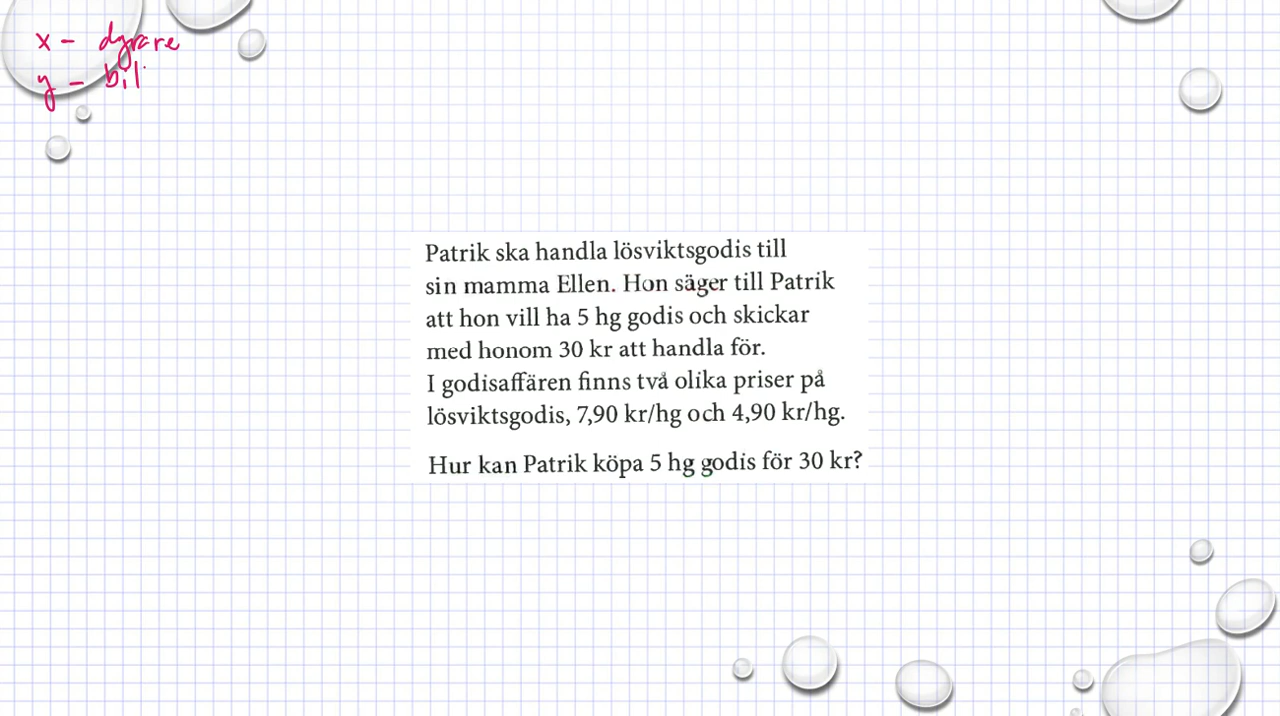 x - dyrare
y - bil
Patrik ska handla lösviktsgodis till
sin mamma Ellen. Hon säger till Patrik
att hon vill ha 5 hg godis och skickar
med honom 30 kr att handla för.
I godisaffären finns två olika priser på
lösviktsgodis, 7,90 kr/hg och 4,90 kr/hg.
Hur kan Patrik köpa 5 hg godis för 30 kr?